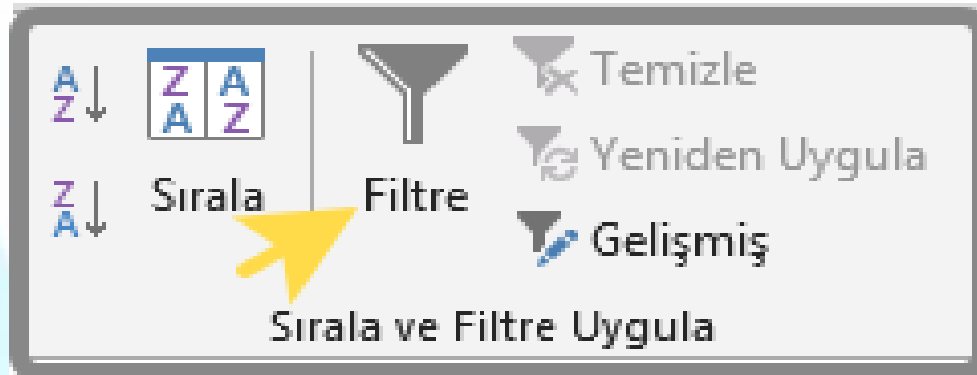 Sırala
Filtre
Temizle
Yeniden Uygula
Gelişmiş
Sırala ve Filtre Uygula